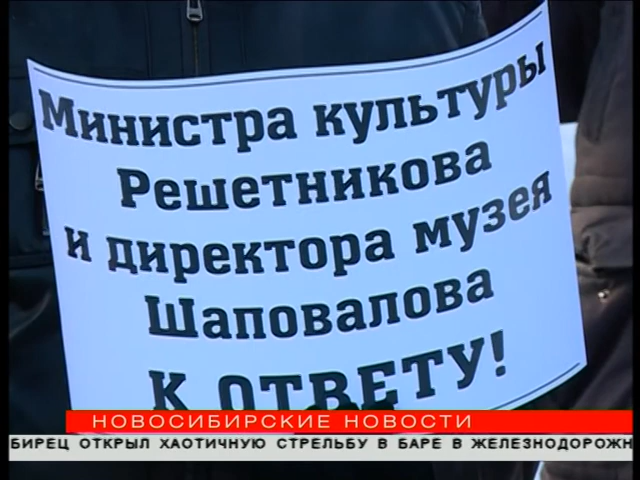 Министра культуры
Решетникова
и директора музея
Шаповалова
К ОТВЕТУ!
НОВОСИБИРСКИЕ НОВОСТИ
БИРЕЦ ОТКРЫЛ ХАОТИЧНУЮ СТРЕЛЬБУ В БАРЕ В ЖЕЛЕЗНОДОРОЖН